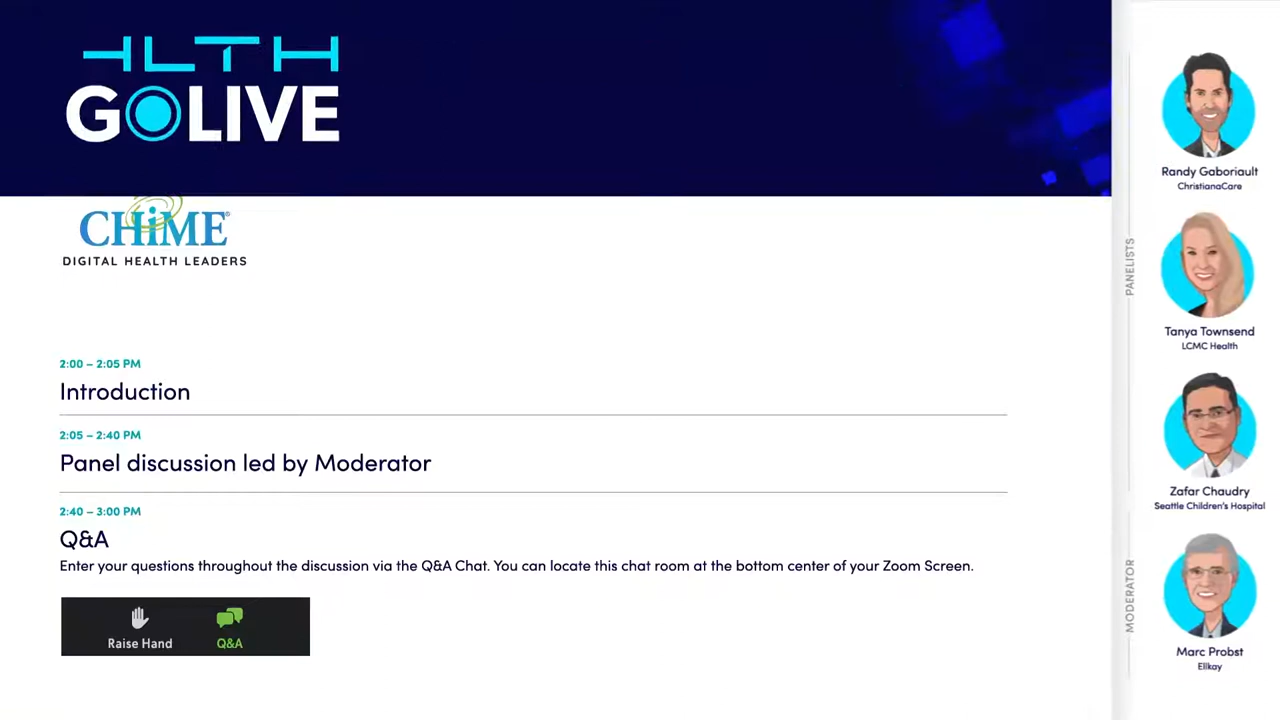 HLTH
GOLIVE
CHiME®
DIGITAL HEALTH LEADERS
2:00 – 2:05 PM
Introduction
2:05 – 2:40 PM
Panel discussion led by Moderator
2:40 – 3:00 PM
Q&A
Enter your questions throughout the discussion via the Q&A Chat. You can locate this chat room at the bottom center of your Zoom Screen.
Raise Hand
Q&A
PANELISTS
Randy Gaboriault
ChristianaCare
Tanya Townsend
LCMC Health
Zafar Chaudry
Seattle Children's Hospital
MODERATOR
Marc Probst
Ellkay